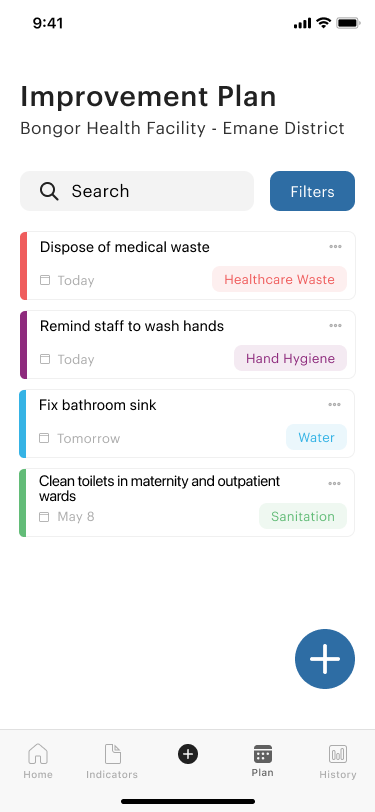 9:41
Improvement Plan
Bongor Health Facility - Emane District
Search
Filters
Dispose of medical waste
Today
Healthcare Waste
Remind staff to wash hands
Today
Hand Hygiene
Fix bathroom sink
Tomorrow
Water
Clean toilets in maternity and outpatient
wards
May 8
Sanitation
Home
Indicators
Plan
History